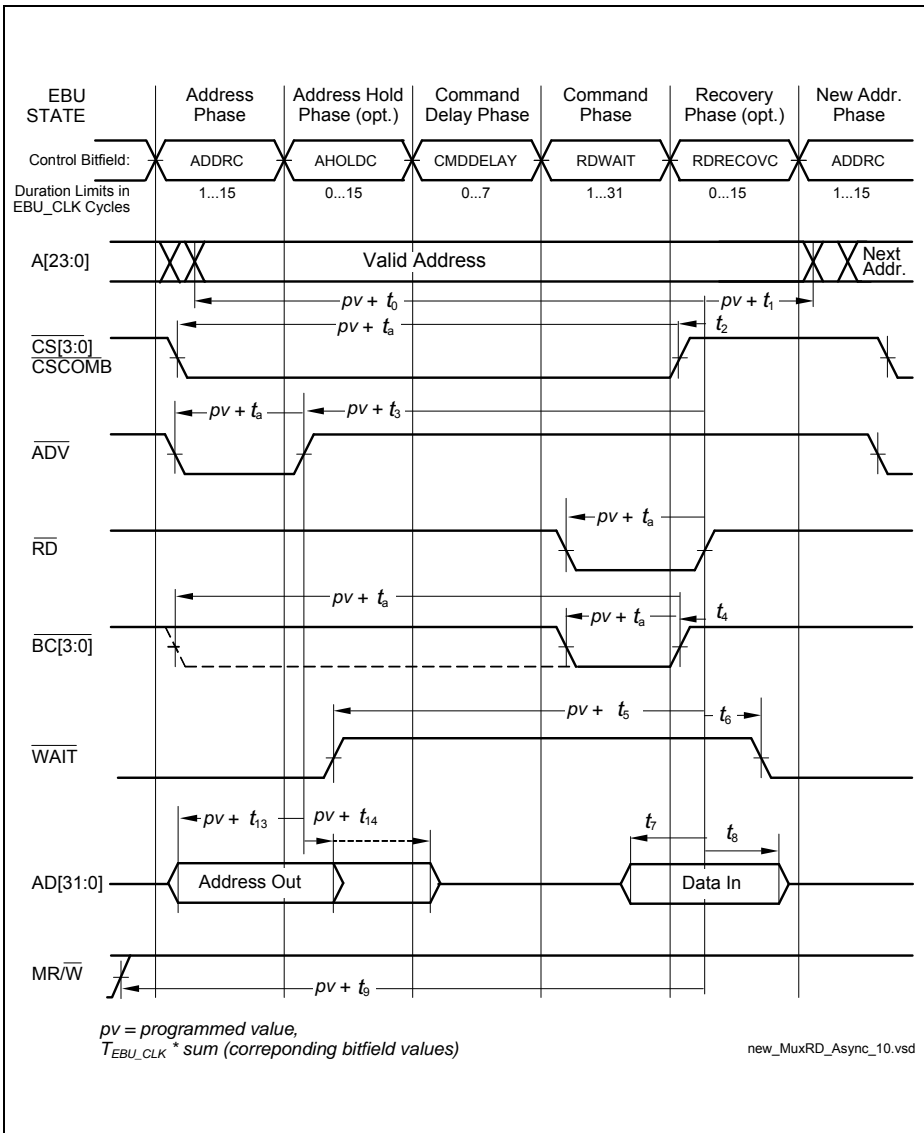 EBU STATE
Address Phase
Address Hold Phase (opt.)
Command Delay Phase
Command Phase
Recovery Phase (opt.)
New Addr. Phase
Control Bitfield: ADDRC AHOLDC CMDDELAY RDWAIT RDRECOVC ADDRC
Duration Limits in EBU_CLK Cycles
1...15 0...15 0...7 1...31 0...15 1...15
A[23:0] Valid Address Next Addr.
pv + t0 pv + t1
pv + ta t2
CS[3:0]
CSCOMB
pv + ta pv + t3
ADV
pv + ta
RD
pv + ta
pv + ta t4
BC[3:0]
pv + t5 t6
WAIT
pv + t13 pv + t14 t7 t8
AD[31:0] Address Out Data In
MR/W
pv + t9
pv = programmed value,
TEBU_CLK * sum (correponding bitfield values)
new_MuxRD_Async_10.vsd